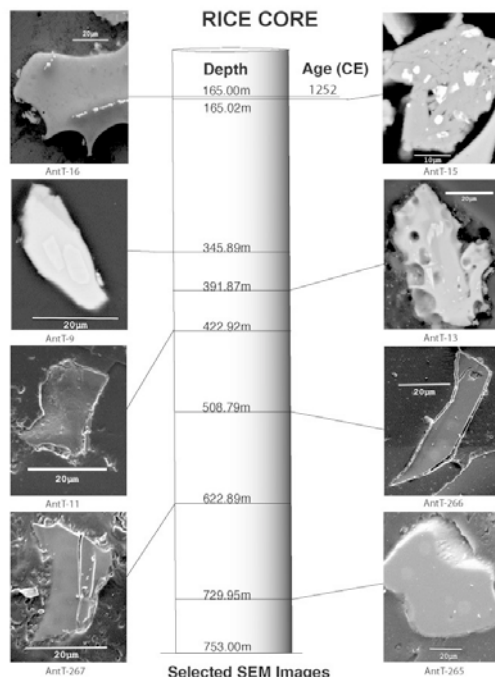 RICE CORE
Depth
Age (CE)
165.00m
1252
165.02m
345.89m
391.87m
422.92m
508.79m
622.89m
729.95m
753.00m
Selected SEM Images
20µm
AntT-16
20µm
AntT-9
20µm
AntT-11
20µm
AntT-267
10µm
AntT-15
20µm
AntT-13
20µm
AntT-266
20µm
AntT-265